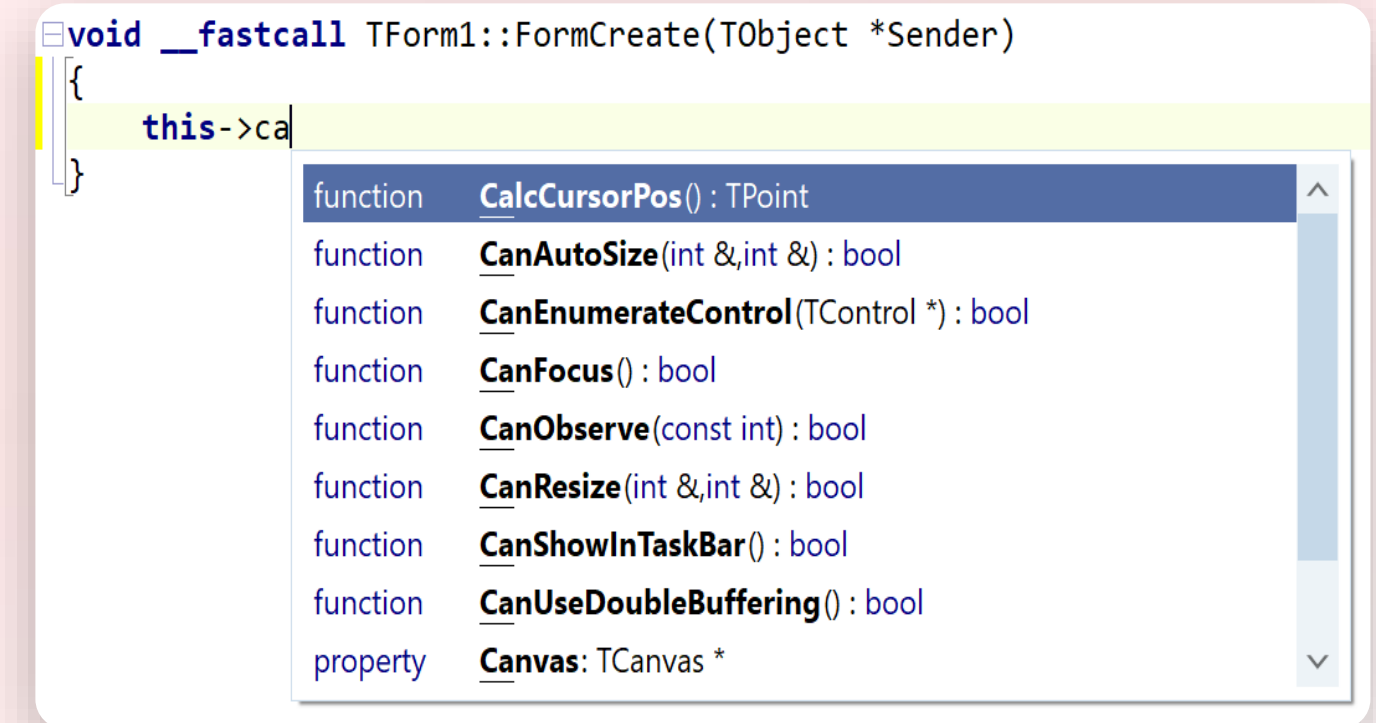 void __fastcall TForm1::FormCreate(TObject *Sender)
{
this->ca
}
function CalcCursorPos() : TPoint
function CanAutoSize(int &,int &) : bool
function CanEnumerateControl(TControl *) : bool
function CanFocus() : bool
function CanObserve(const int) : bool
function CanResize(int &,int &) : bool
function CanShowInTaskBar() : bool
function CanUseDoubleBuffering() : bool
property Canvas: TCanvas *